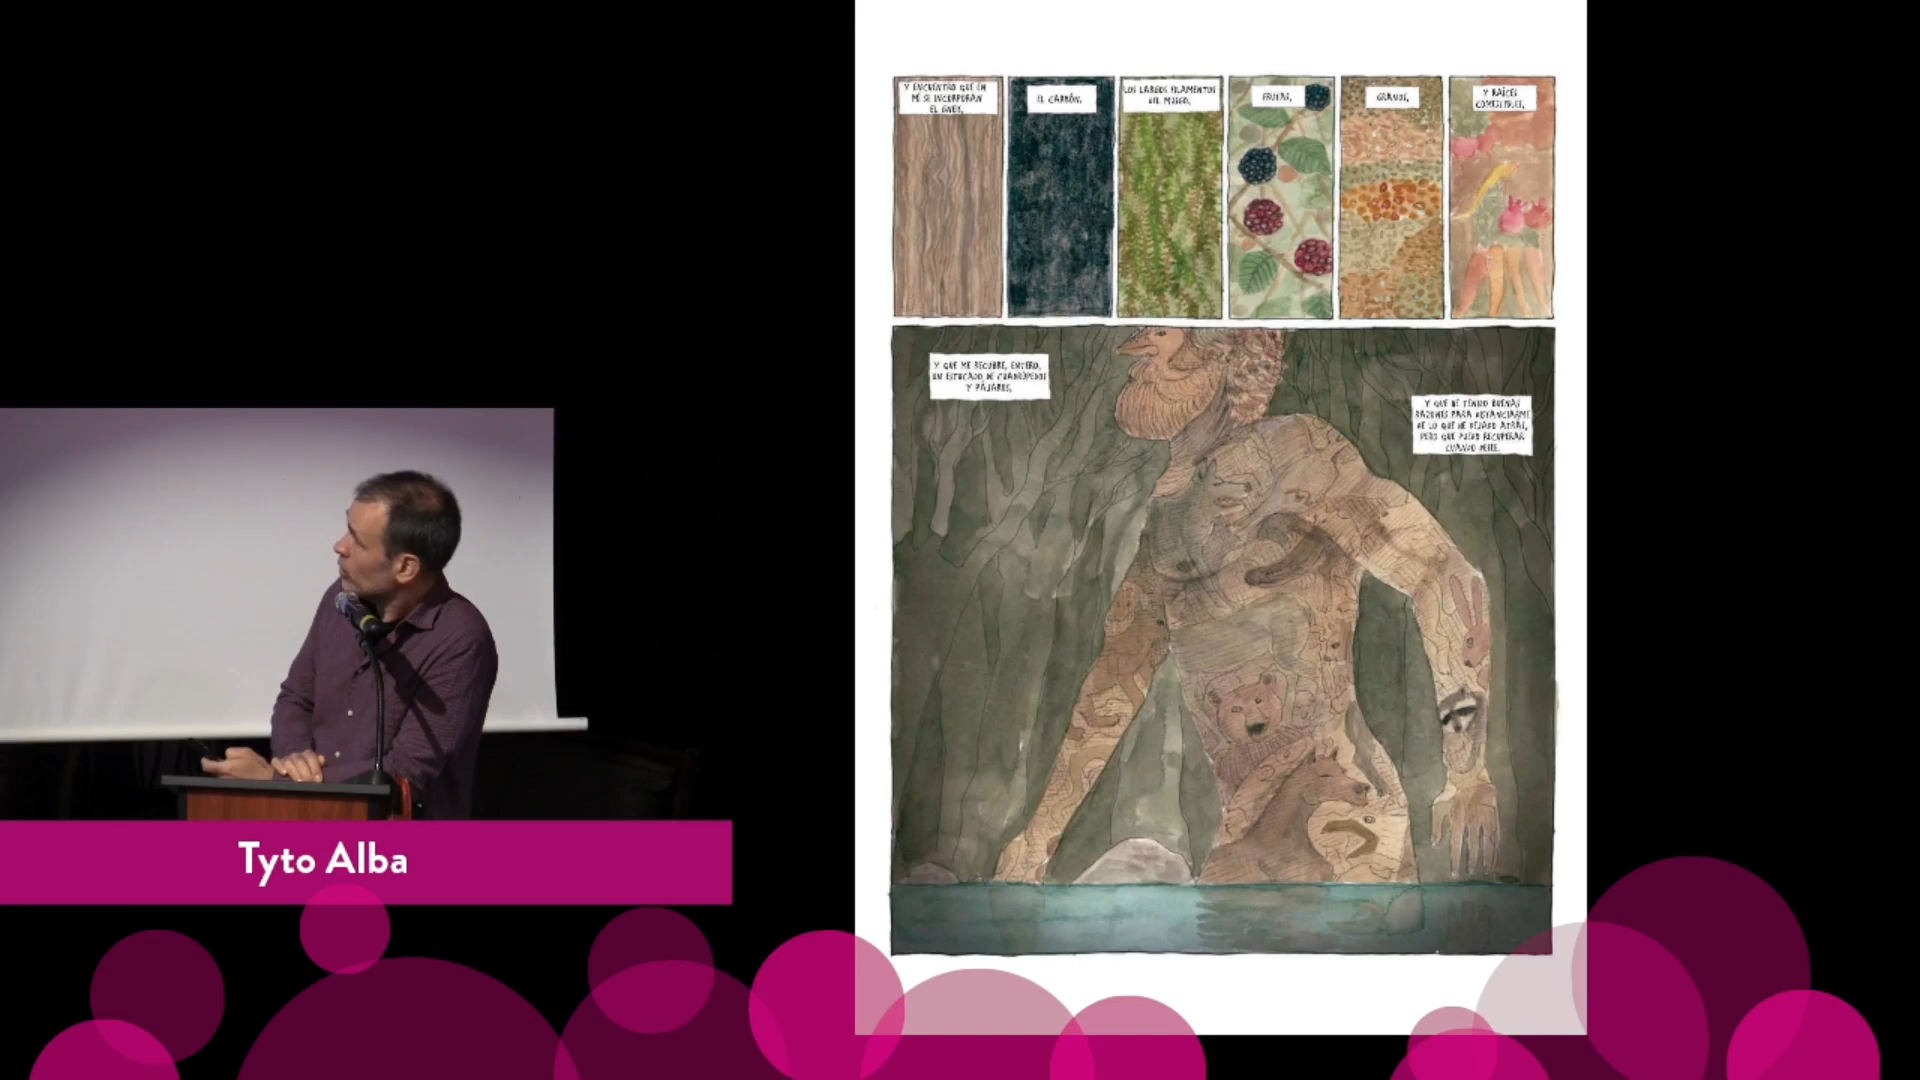 Y ENCUENTRO QUE EN
MÍ SE INCORPORAN
EL GNEIS,
EL CARBÓN,
LOS LARGOS FILAMENTOS
DEL MUSGO,
FRUTAS,
GRANOS,
Y RAÍCES
COMESTIBLES,
Y QUE ME RECUBRE, ENTERO,
UN ESTUCADO DE CUADRÚPEDOS
Y PÁJAROS,
Y QUE HE TENIDO BUENAS
RAZONES PARA DISTANCIARME
DE LO QUE HE DEJADO ATRÁS,
PERO QUE PUEDO RECUPERAR
CUANDO DESEE.
Tyto Alba